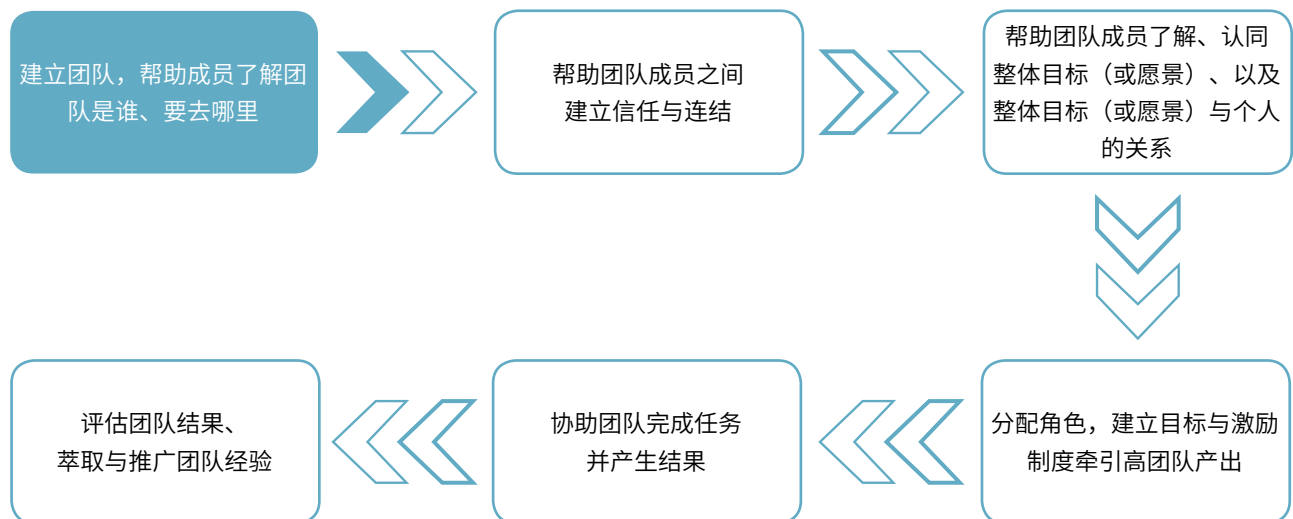 建立团队，帮助成员了解团
队是谁、要去哪里
帮助团队成员之间
建立信任与连结
帮助团队成员了解、认同
整体目标（或愿景）、以及
整体目标（或愿景）与个人
的关系
分配角色，建立目标与激励
制度牵引高团队产出
协助团队完成任务
并产生结果
评估团队结果、
萃取与推广团队经验